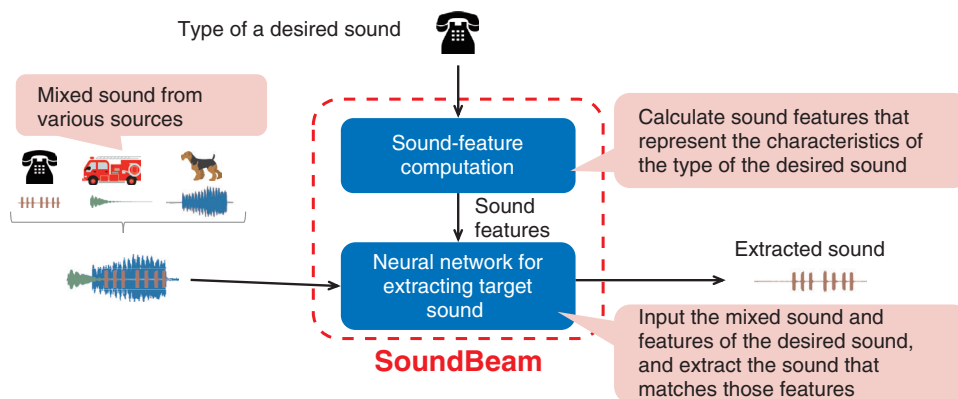 Type of a desired sound
Mixed sound from
various sources
Sound-feature
computation
Calculate sound features that
represent the characteristics of
the type of the desired sound
Sound
features
Neural network for
extracting target
sound
Extracted sound
Input the mixed sound and
features of the desired sound,
and extract the sound that
matches those features
SoundBeam